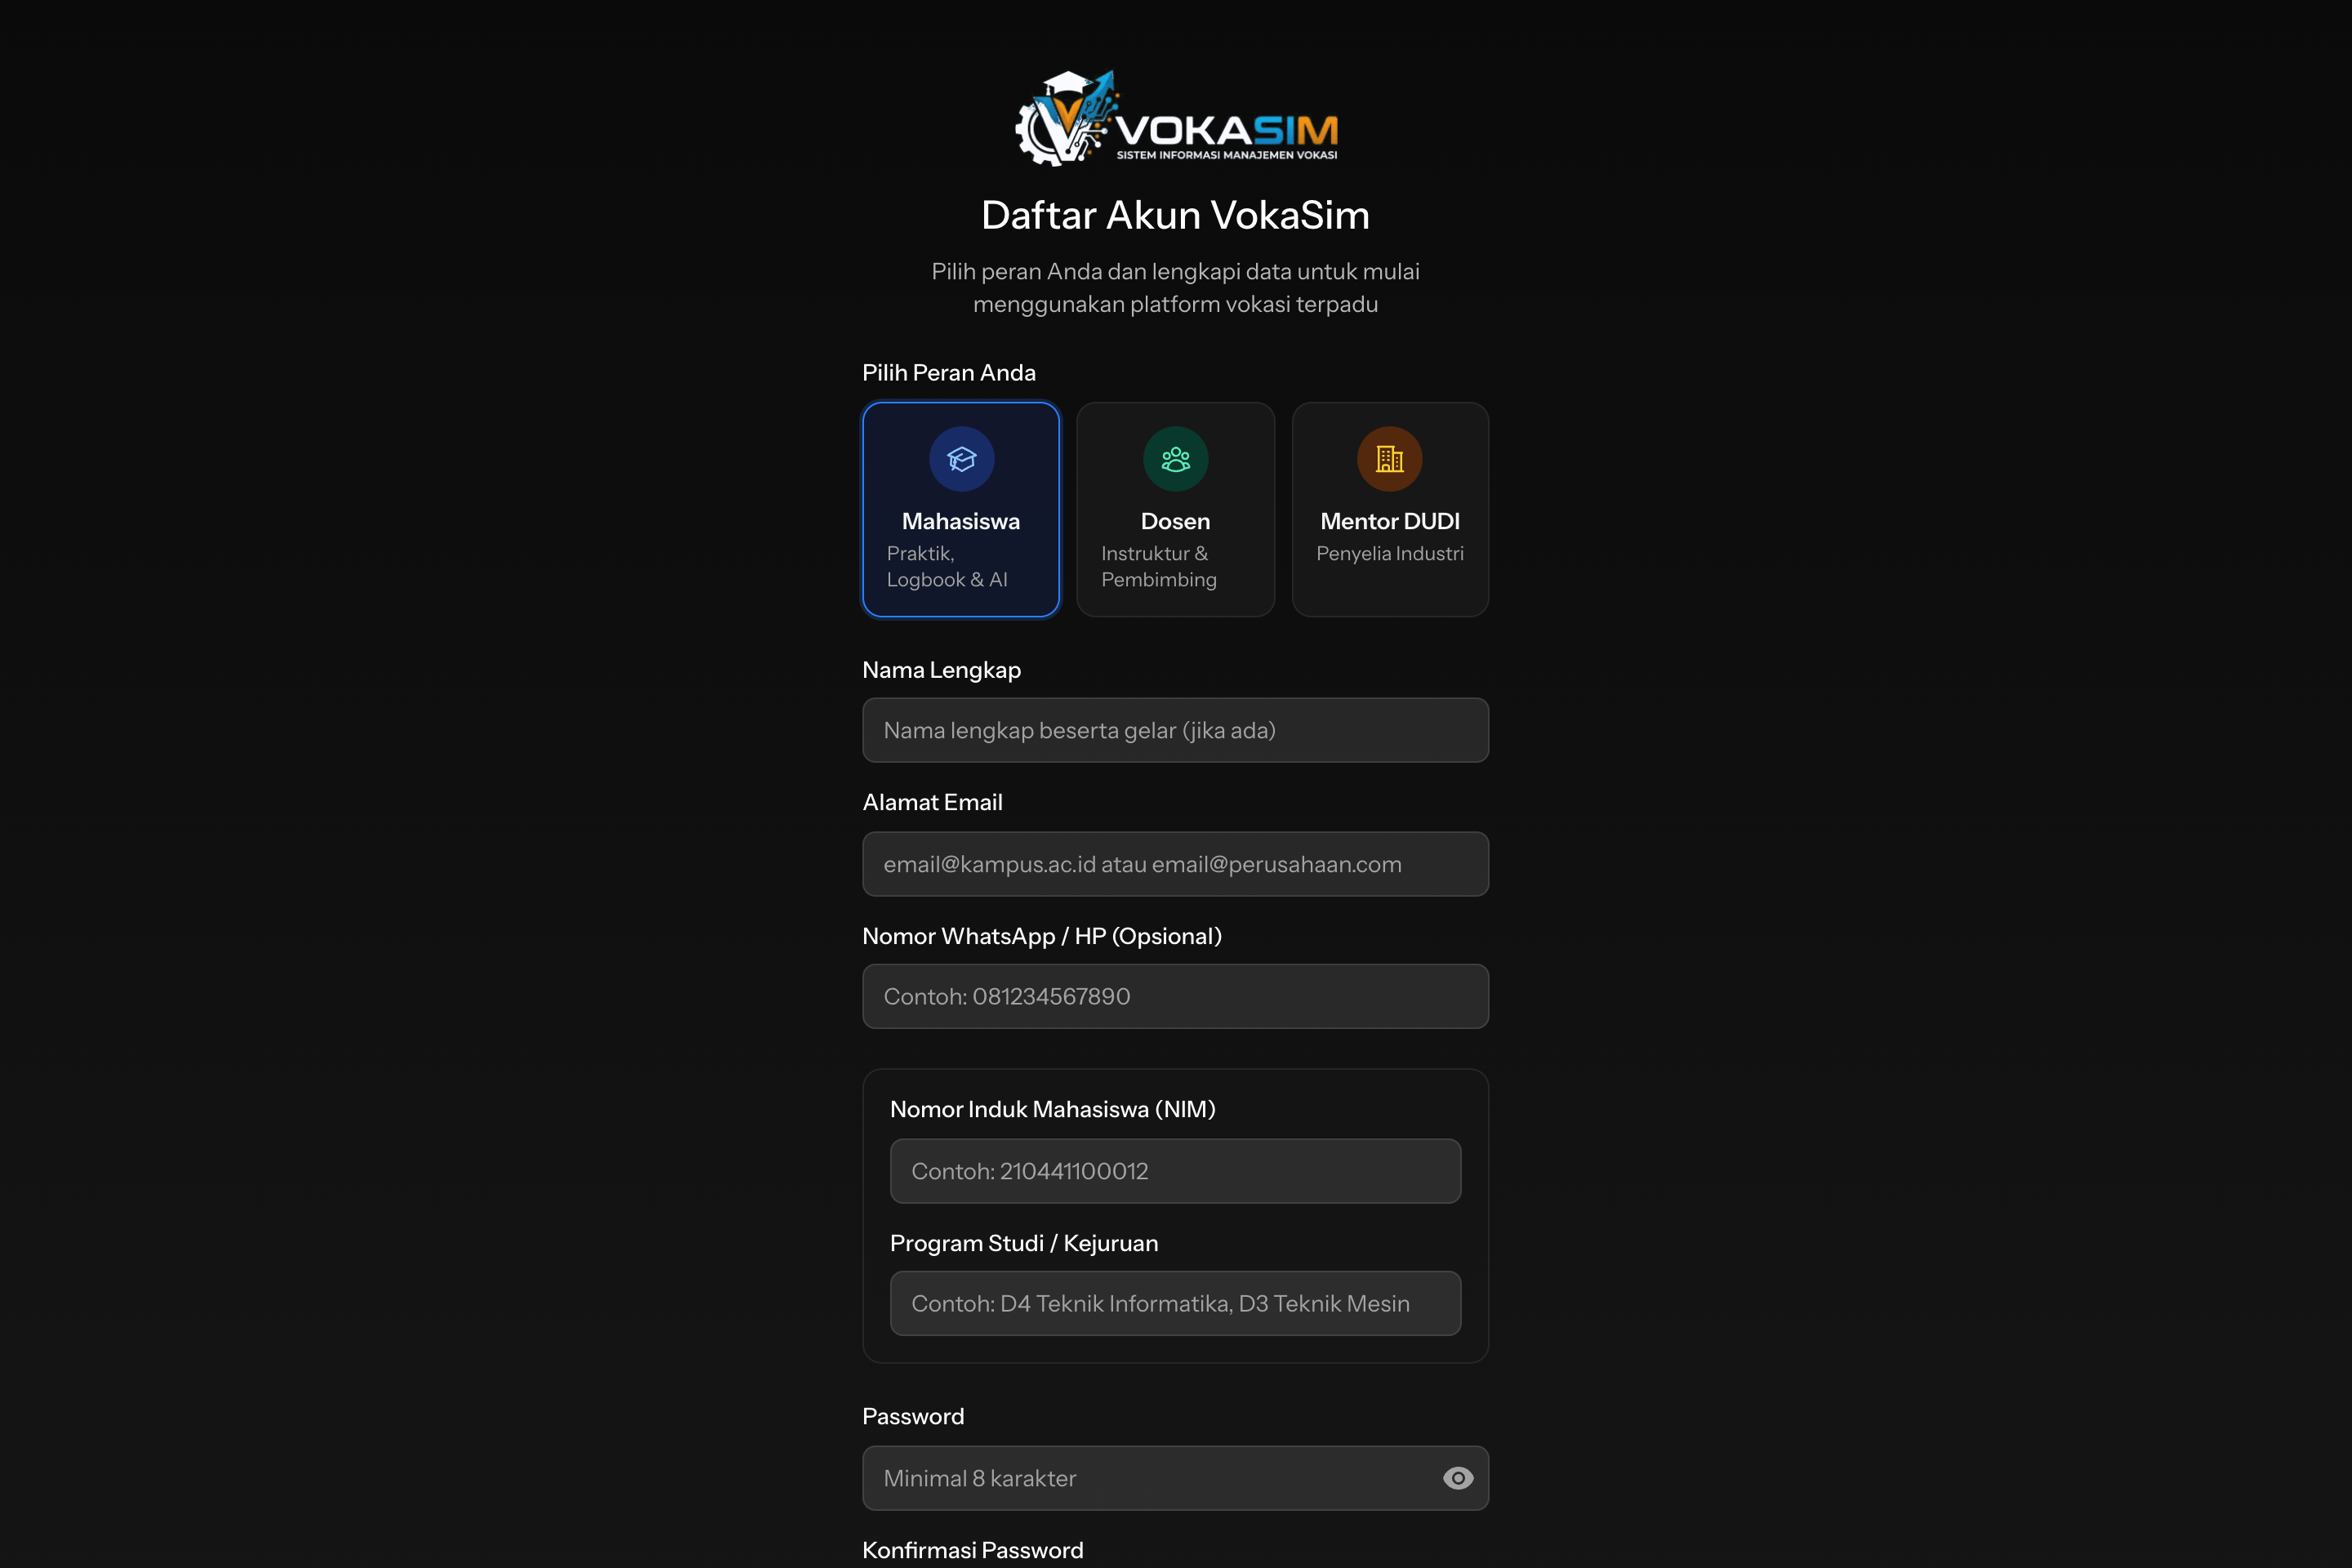 VOKASIM
SISTEM INFORMASI MANAJEMEN VOKASI
Daftar Akun VokaSim
Pilih peran Anda dan lengkapi data untuk mulai
menggunakan platform vokasi terpadu
Pilih Peran Anda
Mahasiswa
Praktik,
Logbook & AI
Dosen
Instruktur &
Pembimbing
Mentor DUDI
Penyelia Industri
Nama Lengkap
Nama lengkap beserta gelar (jika ada)
Alamat Email
email@kampus.ac.id atau email@perusahaan.com
Nomor WhatsApp / HP (Opsional)
Contoh: 081234567890
Nomor Induk Mahasiswa (NIM)
Contoh: 210441100012
Program Studi / Kejuruan
Contoh: D4 Teknik Informatika, D3 Teknik Mesin
Password
Minimal 8 karakter
Konfirmasi Password